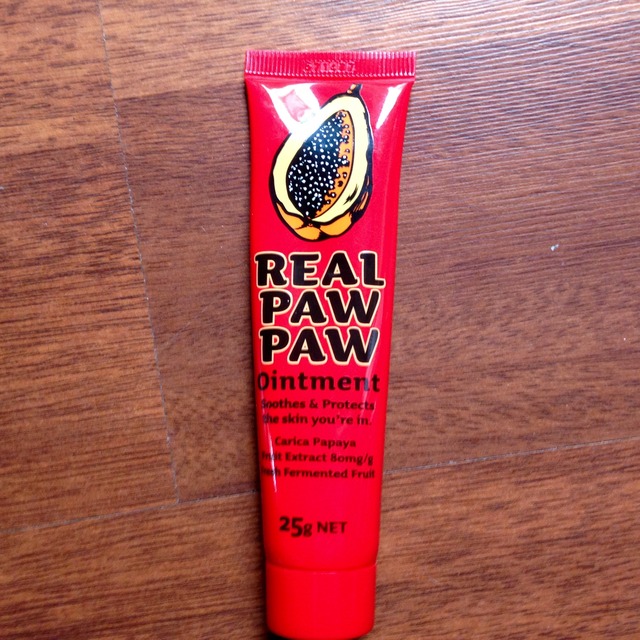 REAL
PAW
PAW
Ointment
Soothes & Protects
the skin you're in
Carica Papaya
Fruit Extract 80mg/g
Fermented Fruit
25g NET